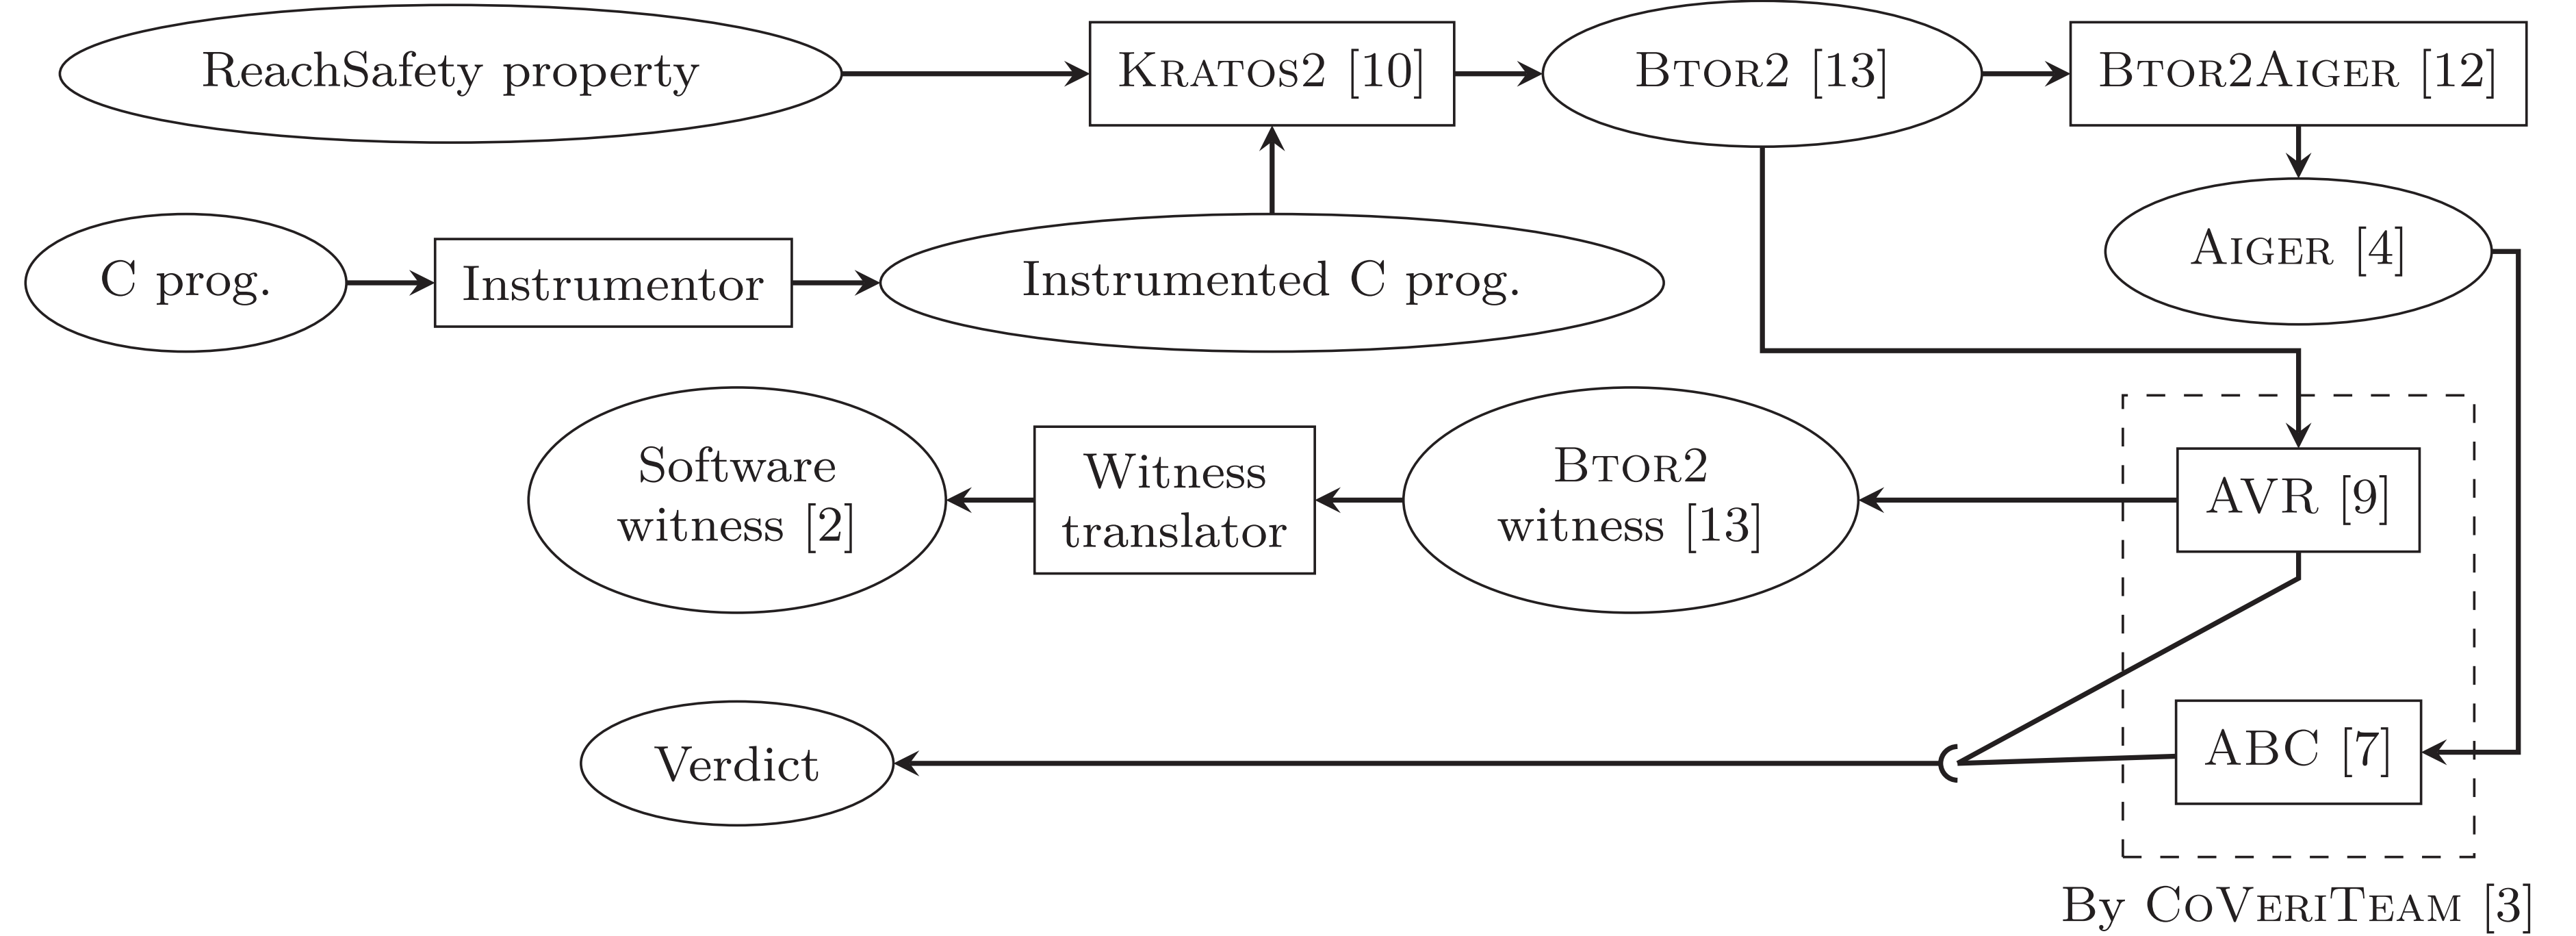 ReachSafety property
Kratos2 [10]
Btor2 [13]
Btor2Aiger [12]
C prog.
Instrumentor
Instrumented C prog.
Aiger [4]
Software
witness [2]
Witness
translator
Btor2
witness [13]
AVR [9]
Verdict
ABC [7]
By CoVeriTeam [3]